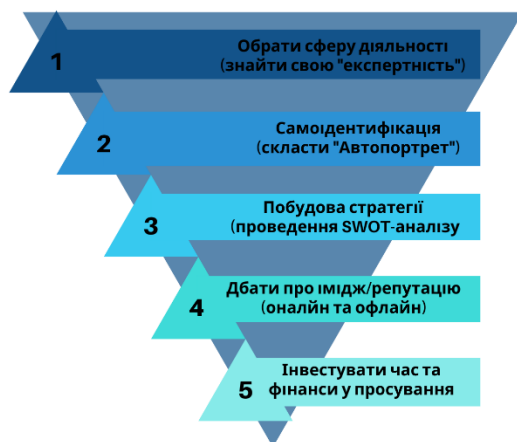 1
Обрати сферу діяльності
(знайти свою "експертність")
2
Самоідентифікація
(скласти "Автопортрет")
3
Побудова стратегії
(проведення SWOT-аналізу
4
Дбати про імідж/репутацію
(оналйн та офлайн)
5
Інвестувати час та
фінанси у просування